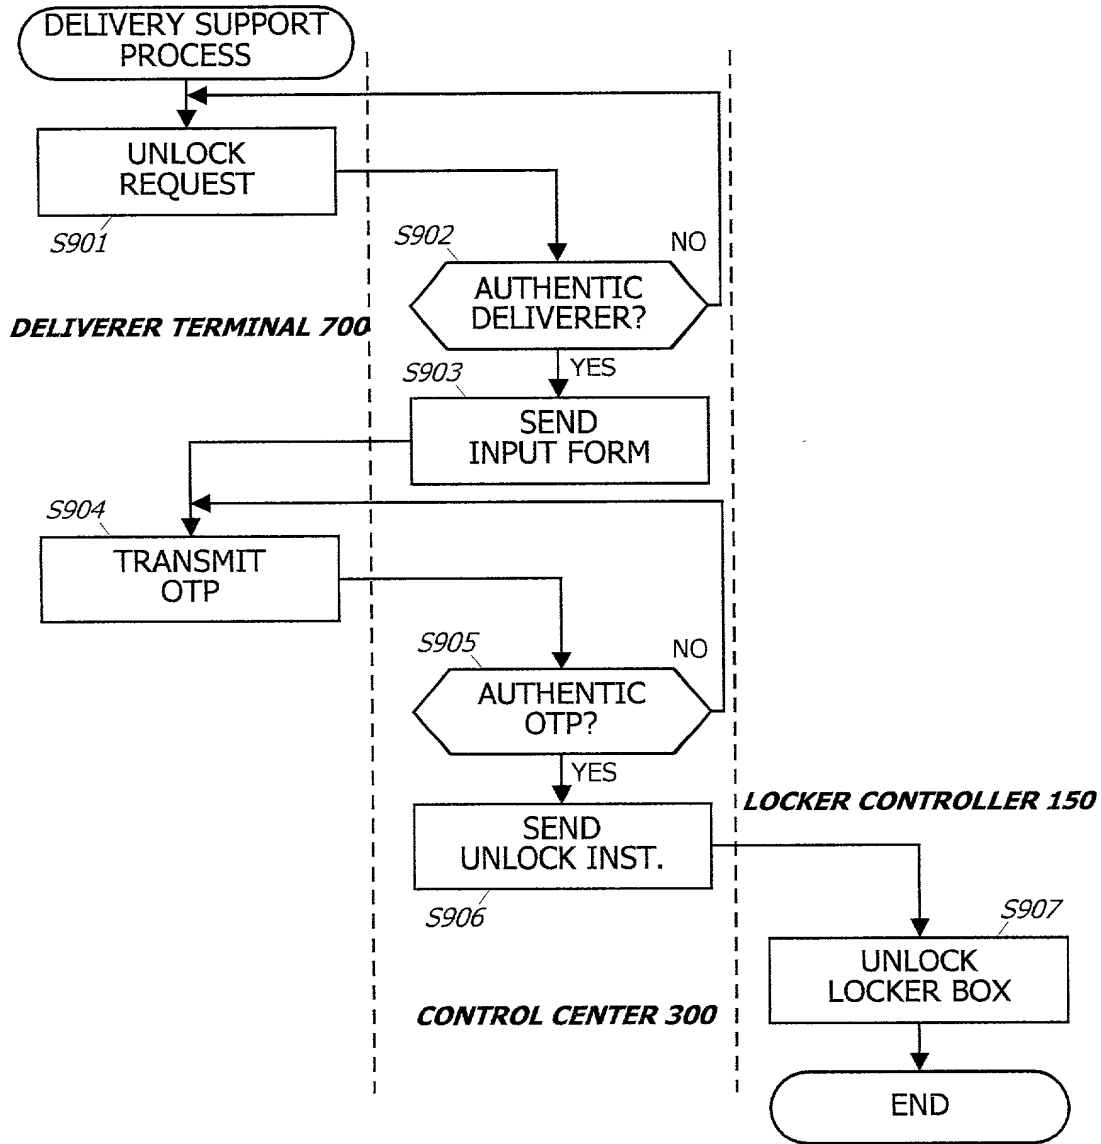 DELIVERY SUPPORT
PROCESS
UNLOCK
REQUEST
S901
S902
NO
AUTHENTIC
DELIVERER?
DELIVERER TERMINAL 700
YES
S903
SEND
INPUT FORM
S904
TRANSMIT
OTP
S905
NO
AUTHENTIC
OTP?
YES
LOCKER CONTROLLER 150
SEND
UNLOCK INST.
S906
S907
UNLOCK
LOCKER BOX
CONTROL CENTER 300
END